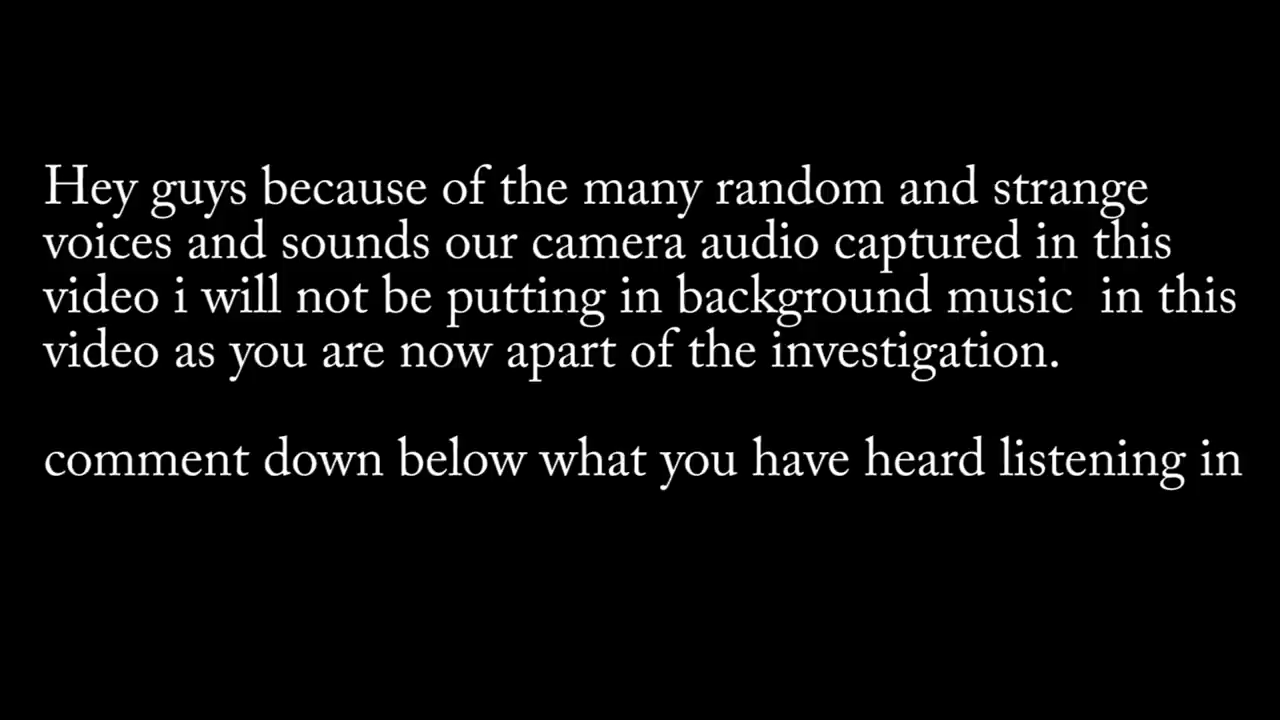 Hey guys because of the many random and strange
voices and sounds our camera audio captured in this
video i will not be putting in background music  in this
video as you are now apart of the investigation.
comment down below what you have heard listening in